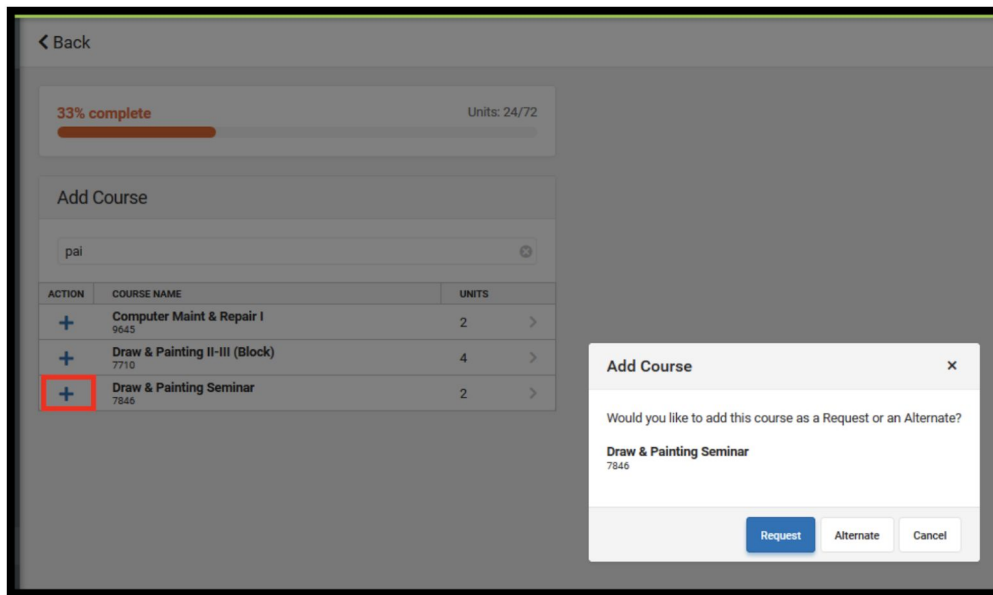 Back
33% complete Units: 24/72
Add Course
pai
ACTION COURSE NAME UNITS
Computer Maint & Repair I
9645
2
Draw & Painting II-III (Block)
7710
4
Draw & Painting Seminar
7846
2
Add Course ×
Would you like to add this course as a Request or an Alternate?
Draw & Painting Seminar
7846
Request Alternate Cancel